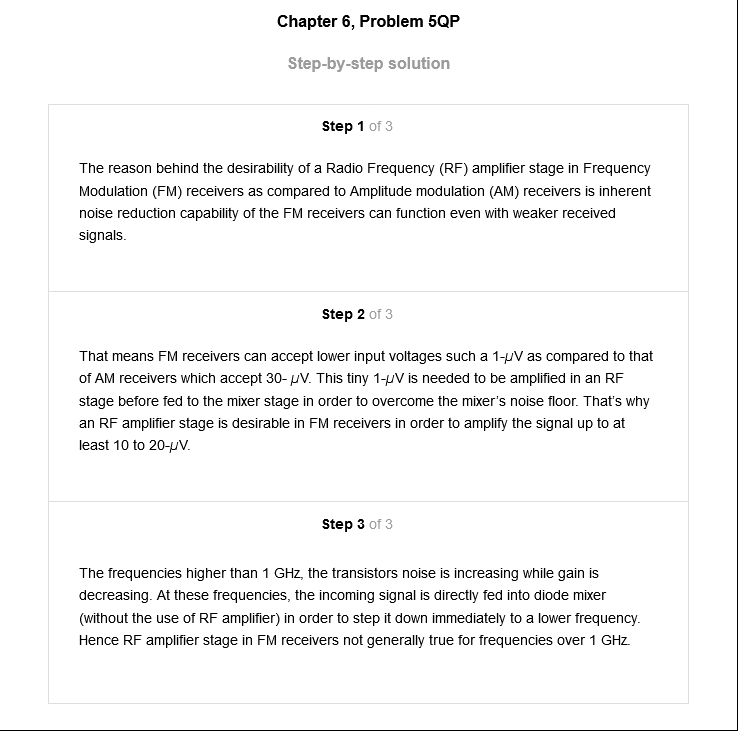 Chapter 6, Problem 5QP
Step-by-step solution
Step 1 of 3
The reason behind the desirability of a Radio Frequency (RF) amplifier stage in Frequency
Modulation (FM) receivers as compared to Amplitude modulation (AM) receivers is inherent
noise reduction capability of the FM receivers can function even with weaker received
signals.
Step 2 of 3
That means FM receivers can accept lower input voltages such a 1-μV as compared to that
of AM receivers which accept 30- μV. This tiny 1-μV is needed to be amplified in an RF
stage before fed to the mixer stage in order to overcome the mixer's noise floor. That's why
an RF amplifier stage is desirable in FM receivers in order to amplify the signal up to at
least 10 to 20-μV.
Step 3 of 3
The frequencies higher than 1 GHz, the transistors noise is increasing while gain is
decreasing. At these frequencies, the incoming signal is directly fed into diode mixer
(without the use of RF amplifier) in order to step it down immediately to a lower frequency.
Hence RF amplifier stage in FM receivers not generally true for frequencies over 1 GHz.